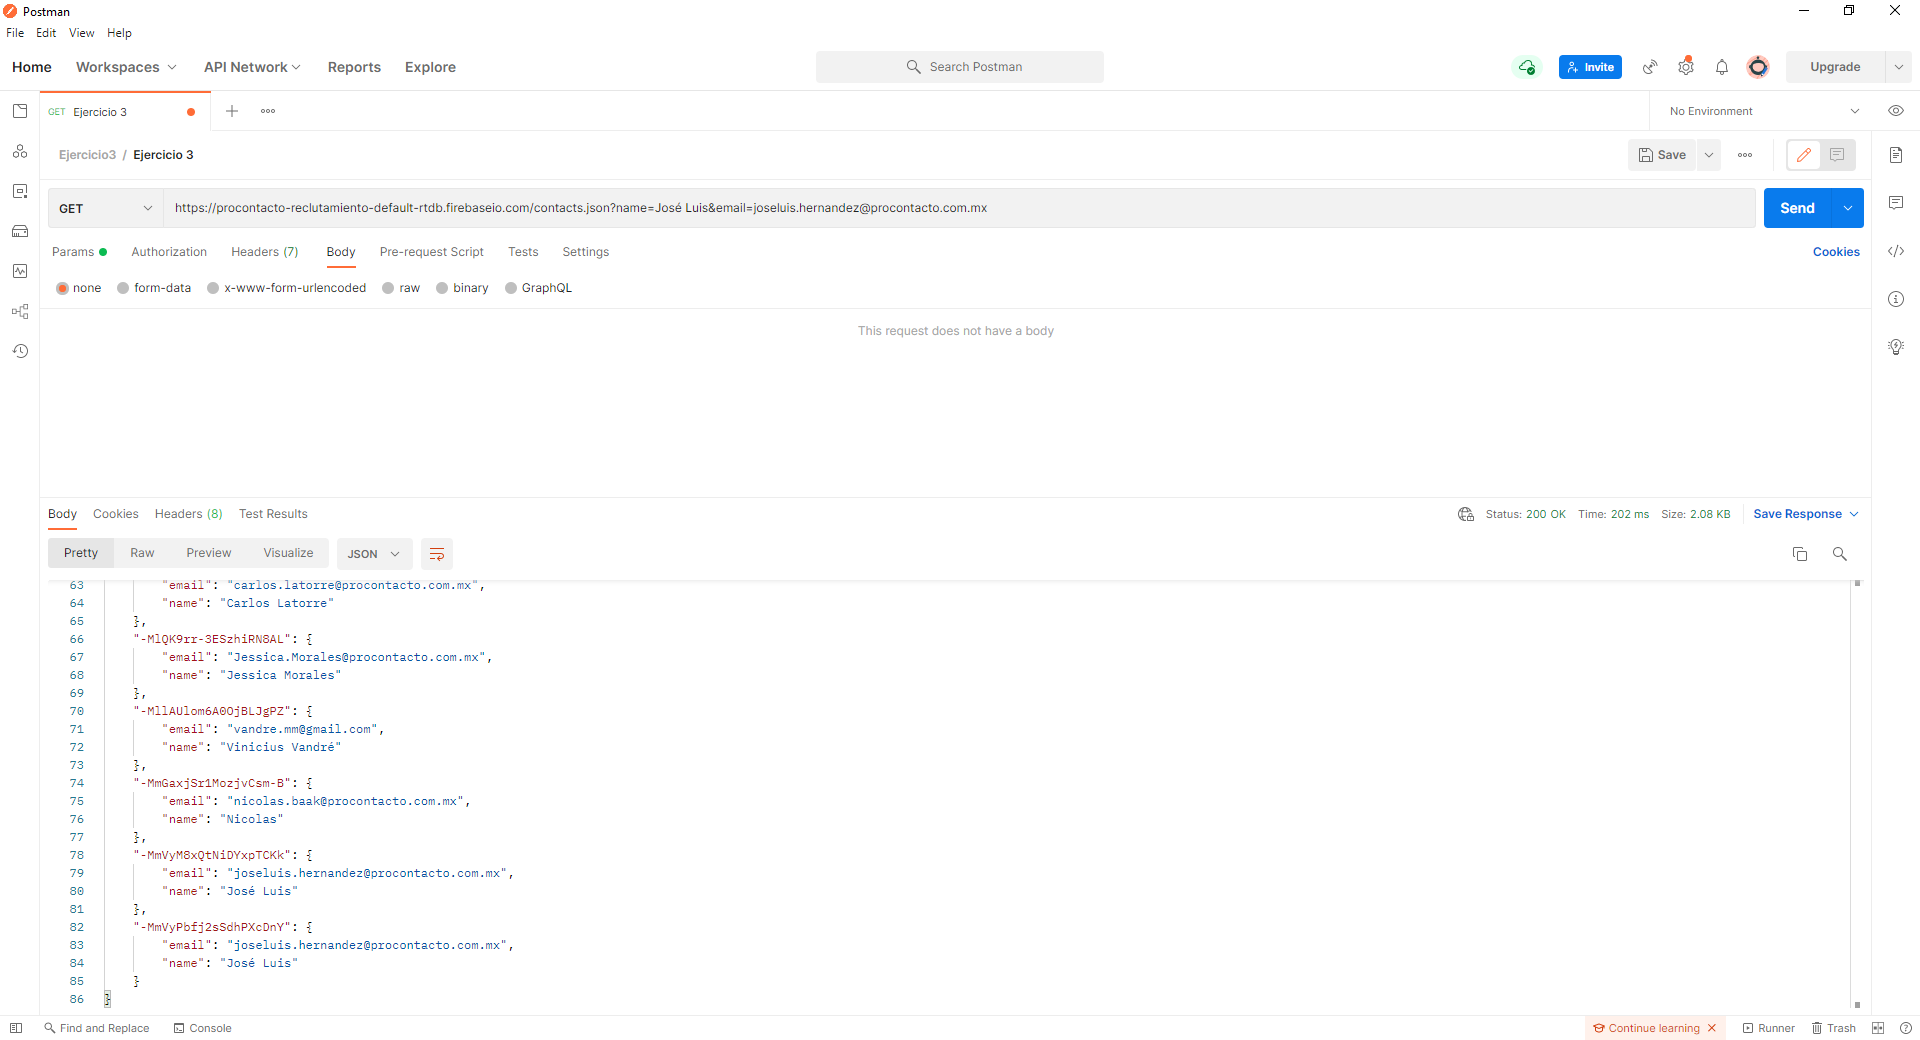 Postman
File Edit View Help
Home Workspaces API Network Reports Explore Search Postman Invite Upgrade
GET Ejercicio 3 No Environment
Ejercicio3 / Ejercicio 3 Save
GET https://procontacto-reclutamiento-default-rtdb.firebaseio.com/contacts.json?name=José Luis&email=joseluis.hernandez@procontacto.com.mx Send
Params Authorization Headers (7) Body Pre-request Script Tests Settings Cookies
none form-data x-www-form-urlencoded raw binary GraphQL
This request does not have a body
Body Cookies Headers (8) Test Results Status: 200 OK Time: 202 ms Size: 2.08 KB Save Response
Pretty Raw Preview Visualize JSON
63 "email": "carlos.latorre@procontacto.com.mx",
64 "name": "Carlos Latorre"
65 },
66 "-MlQK9rr-3ESzhiRN8AL": {
67 "email": "Jessica.Morales@procontacto.com.mx",
68 "name": "Jessica Morales"
69 },
70 "-MllAUlom6A0OjBLJgPZ": {
71 "email": "vandre.mm@gmail.com",
72 "name": "Vinicius Vandré"
73 },
74 "-MmGaxjSr1MozjvCsm-B": {
75 "email": "nicolas.baak@procontacto.com.mx",
76 "name": "Nicolas"
77 },
78 "-MmVyM8xQtNiDYxpTCKk": {
79 "email": "joseluis.hernandez@procontacto.com.mx",
80 "name": "José Luis"
81 },
82 "-MmVyPbfj2sSdhPXcDnY": {
83 "email": "joseluis.hernandez@procontacto.com.mx",
84 "name": "José Luis"
85 }
86 }
Find and Replace Console Continue learning Runner Trash